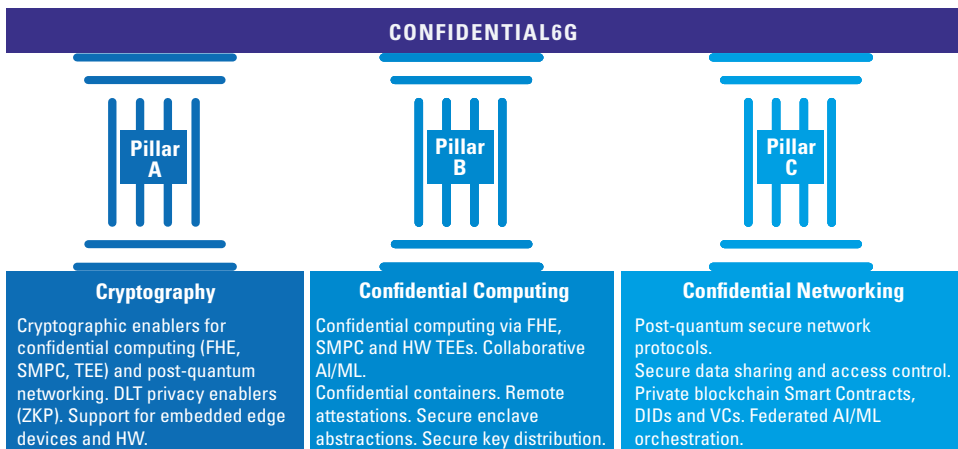 CONFIDENTIAL6G
Pillar
A
Pillar
B
Pillar
C
Cryptography
Cryptographic enablers for
confidential computing (FHE,
SMPC, TEE) and post-quantum
networking. DLT privacy enablers
(ZKP). Support for embedded edge
devices and HW.
Confidential Computing
Confidential computing via FHE,
SMPC and HW TEEs. Collaborative
AI/ML.
Confidential containers. Remote
attestations. Secure enclave
abstractions. Secure key distribution.
Confidential Networking
Post-quantum secure network
protocols.
Secure data sharing and access control.
Private blockchain Smart Contracts,
DIDs and VCs. Federated AI/ML
orchestration.